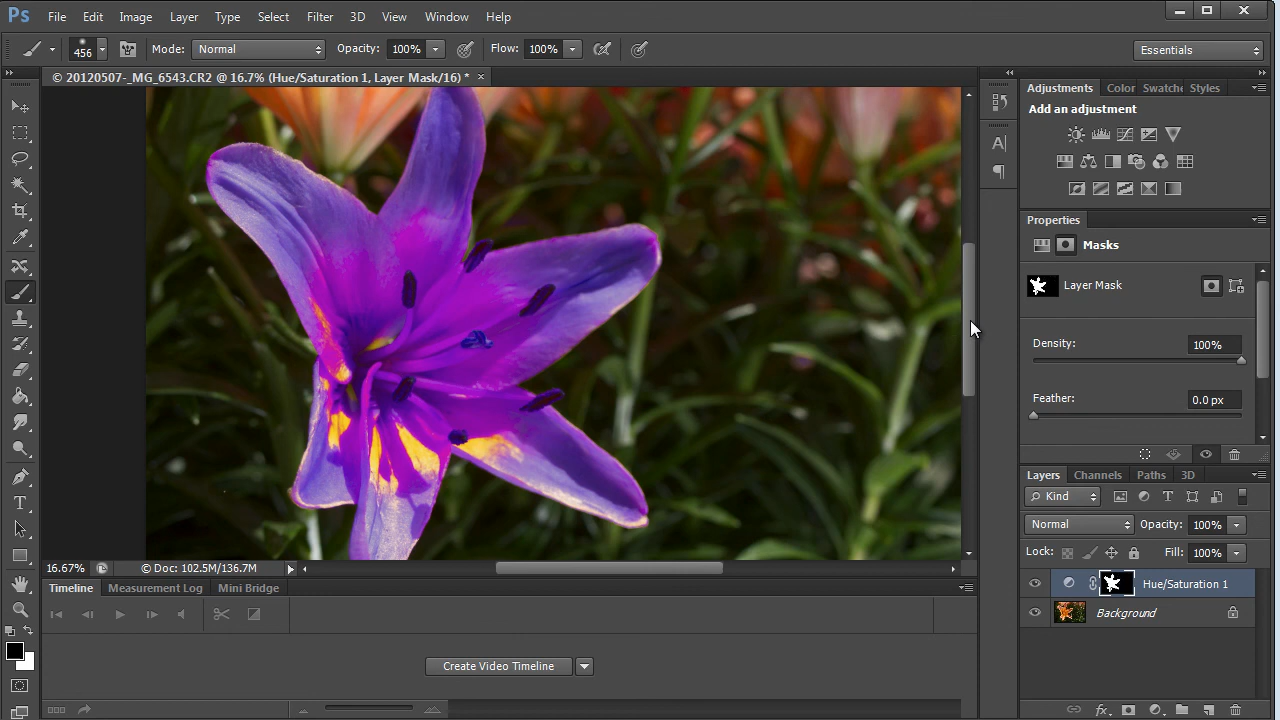 Ps File Edit Image Layer Type Select Filter 3D View Window Help
456 Mode: Normal Opacity: 100% Flow: 100% Essentials
© 20120507-_MG_6543.CR2 @ 16.7% (Hue/Saturation 1, Layer Mask/16) * ×
Adjustments Color Swatche Styles
Add an adjustment
Properties
Masks
Layer Mask
Density: 100%
Feather: 0.0 px
Layers Channels Paths 3D
Kind
Normal Opacity: 100%
Lock: Fill: 100%
Hue/Saturation 1
Background
16.67% © Doc: 102.5M/136.7M
Timeline Measurement Log Mini Bridge
Create Video Timeline